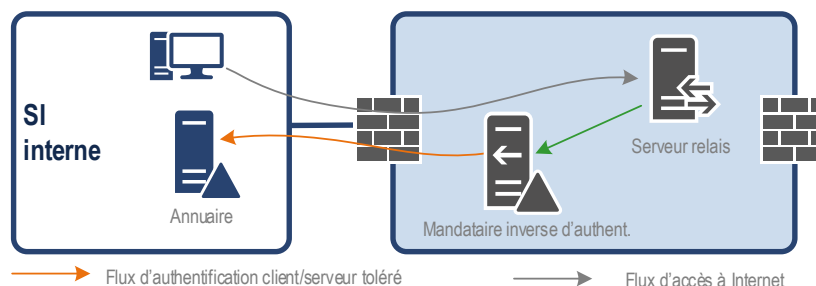 SI
interne
Annuaire
Serveur relais
Mandataire inverse d'authent.
Flux d'authentification client/serveur toléré
Flux d'accès à Internet